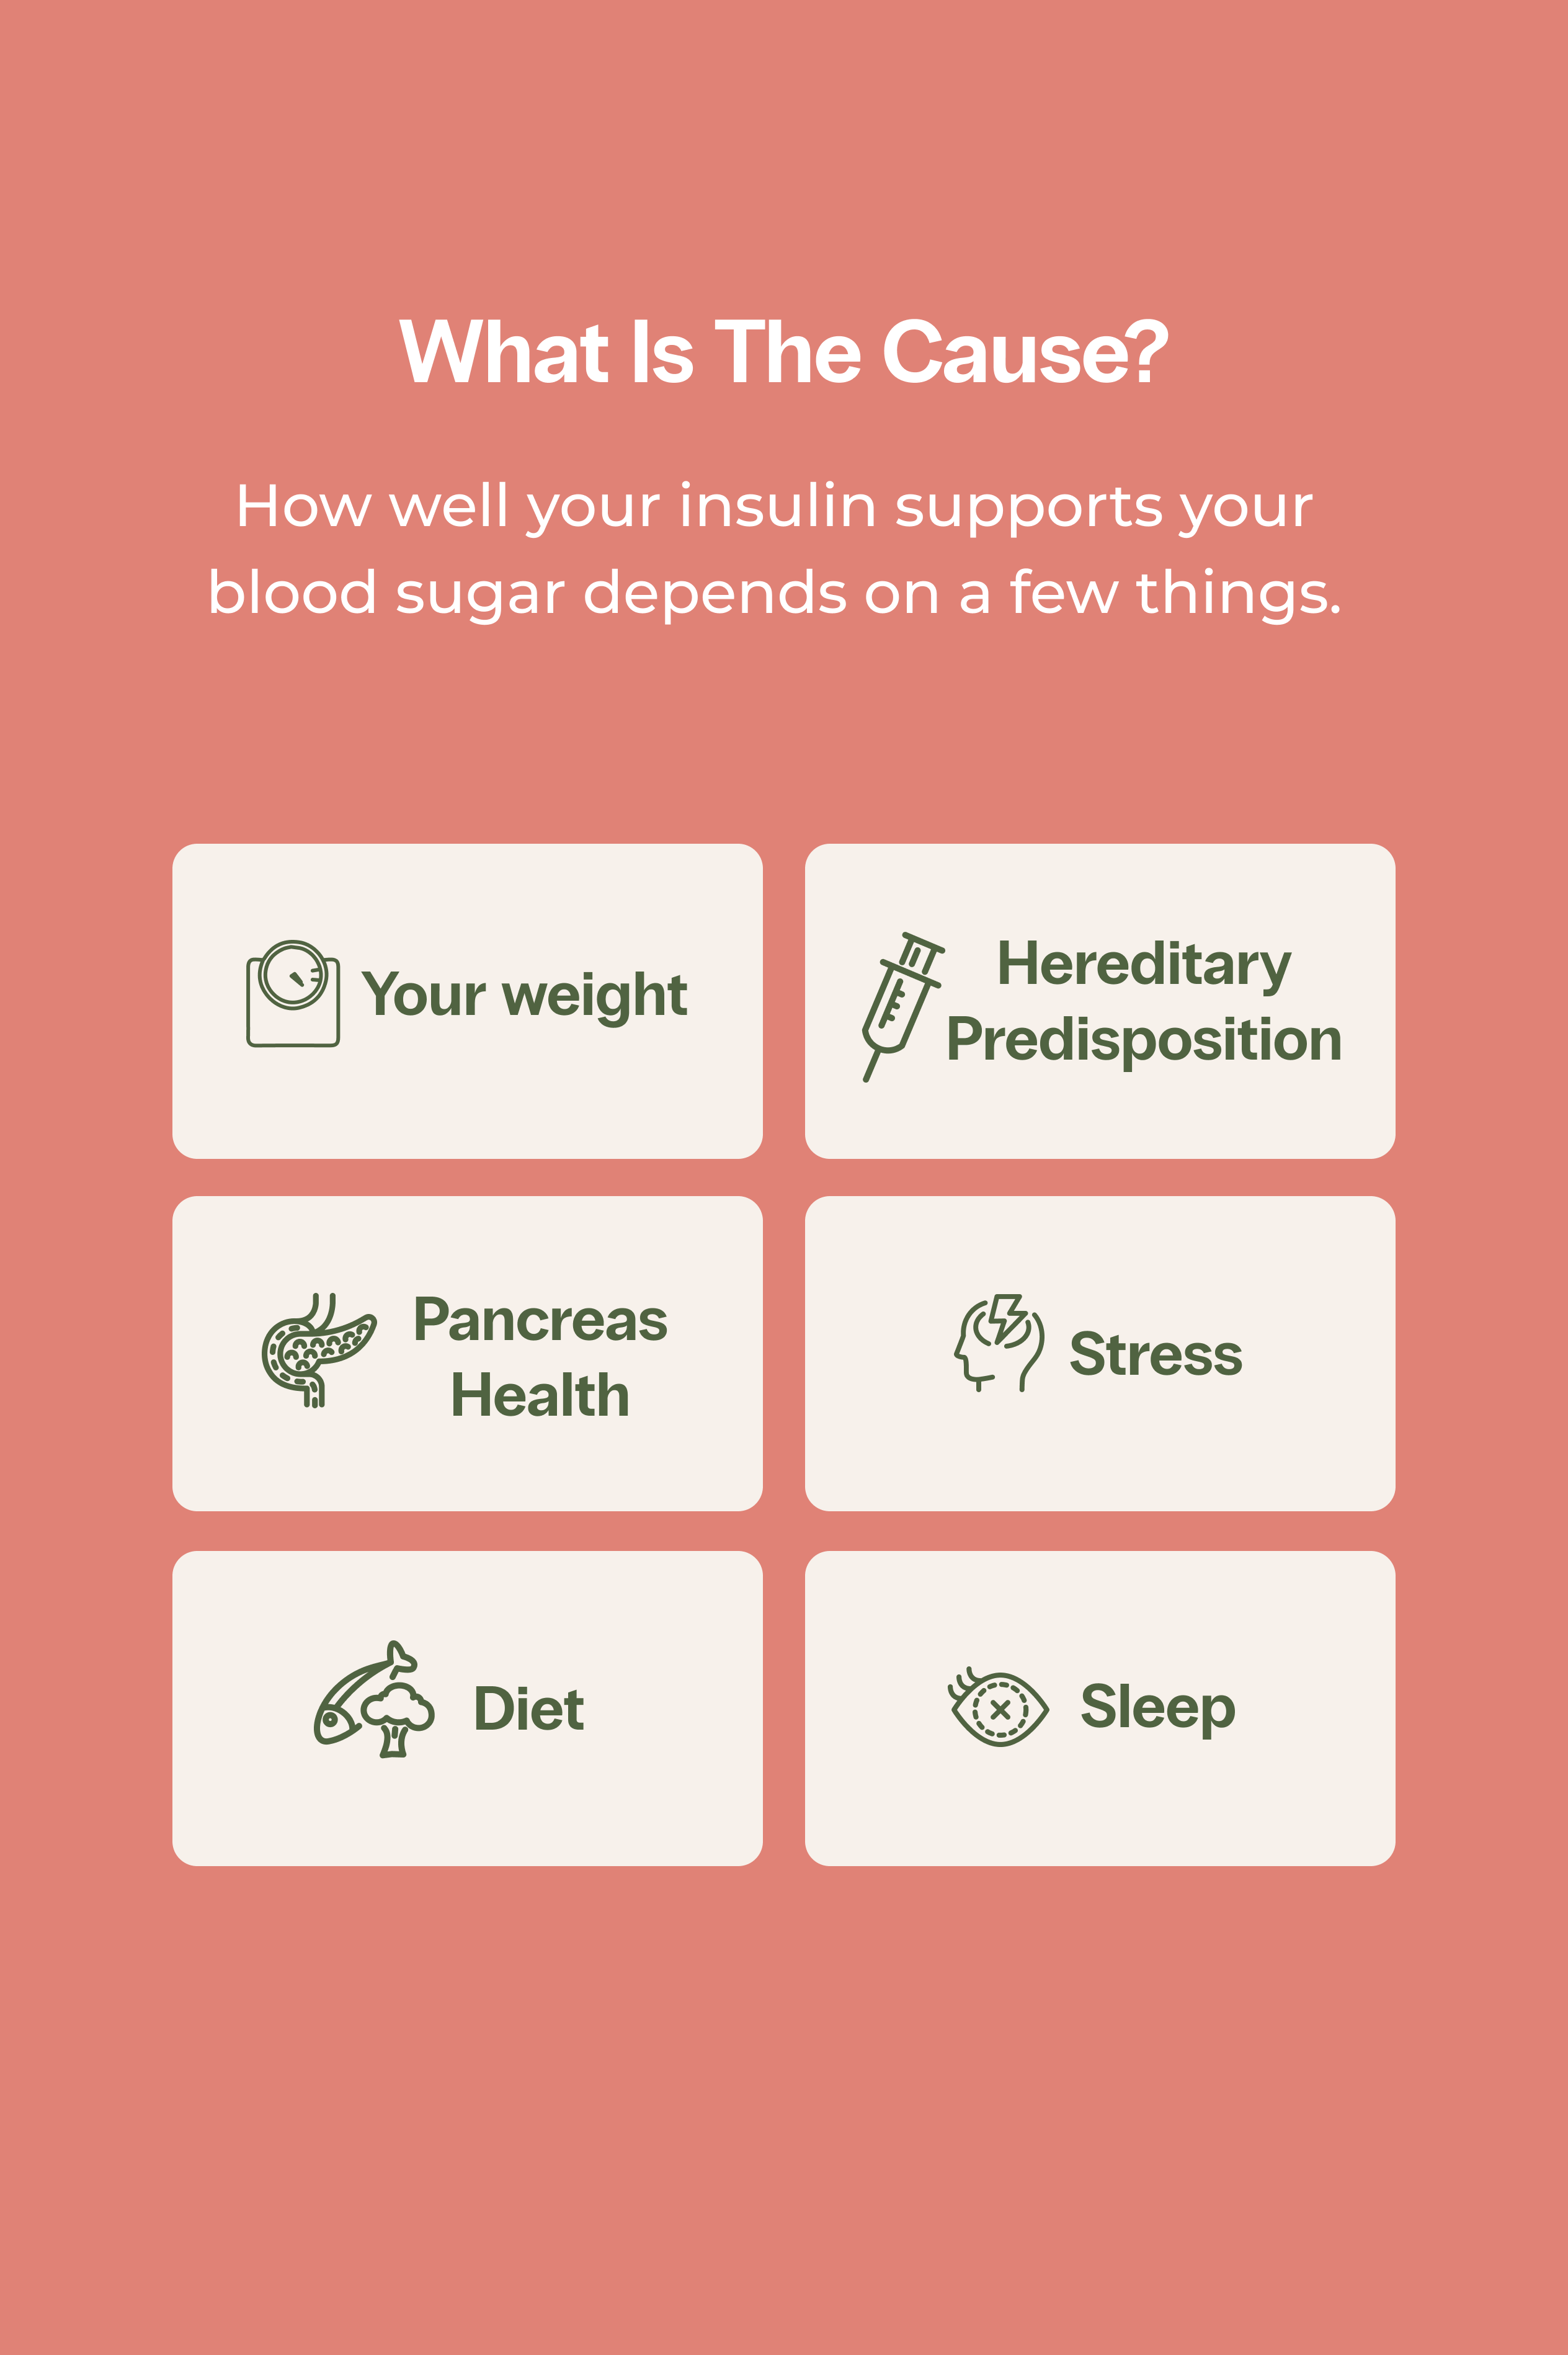 What Is The Cause?
How well your insulin supports your
blood sugar depends on a few things.
Your weight
Hereditary
Predisposition
Pancreas
Health
Stress
Diet
Sleep